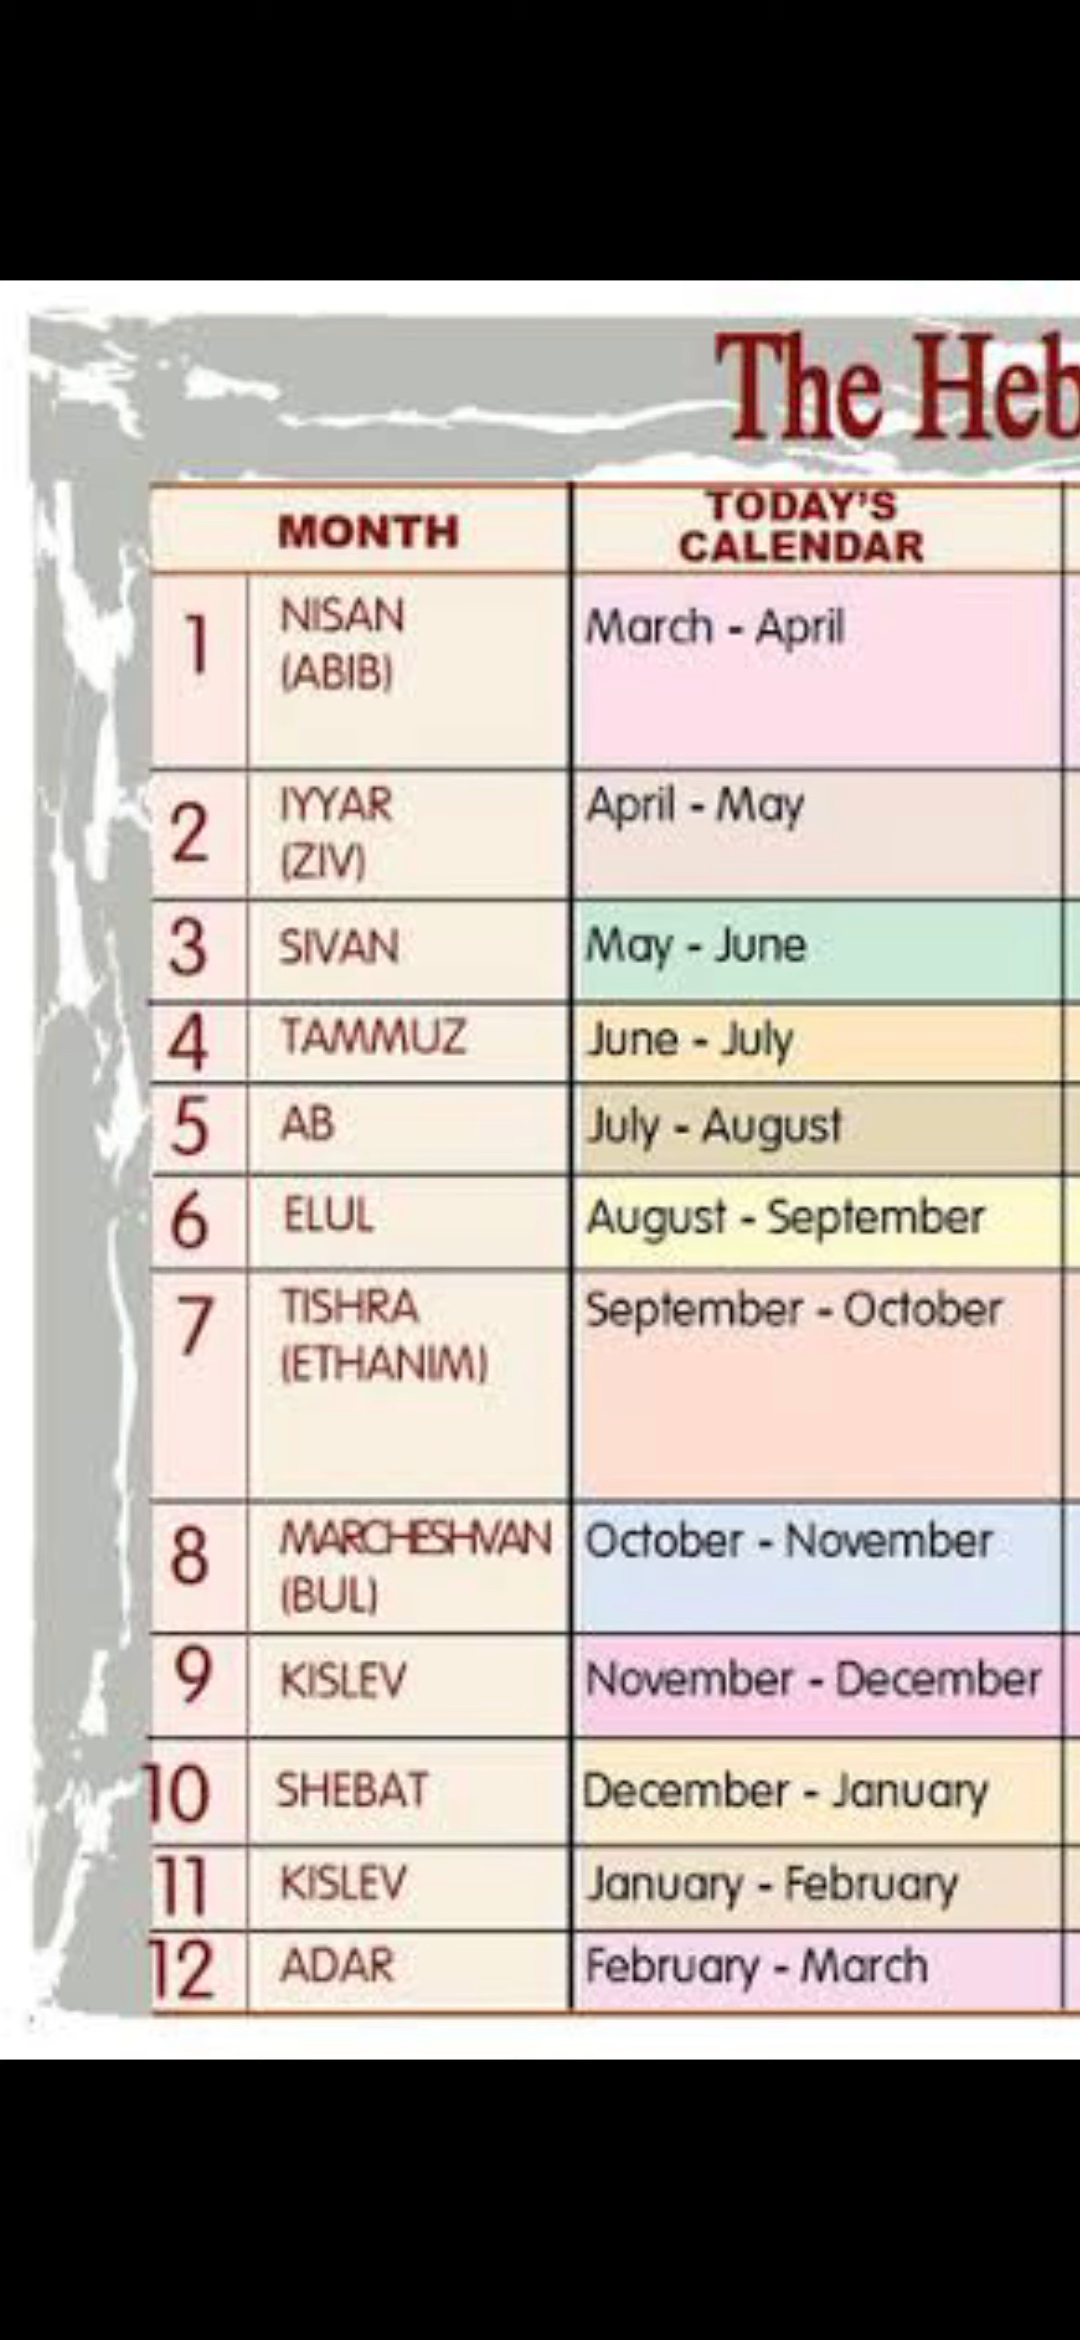 The Heb
MONTH
TODAY'S
CALENDAR
1
NISAN
(ABIB)
March - April
2
IYYAR
(ZIV)
April - May
3
SIVAN
May - June
4
TAMMUZ
June - July
5
AB
July - August
6
ELUL
August - September
7
TISHRA
(ETHANIM)
September - October
8
MARCHESHVAN
(BUL)
October - November
9
KISLEV
November - December
10
SHEBAT
December - January
11
KISLEV
January - February
12
ADAR
February - March